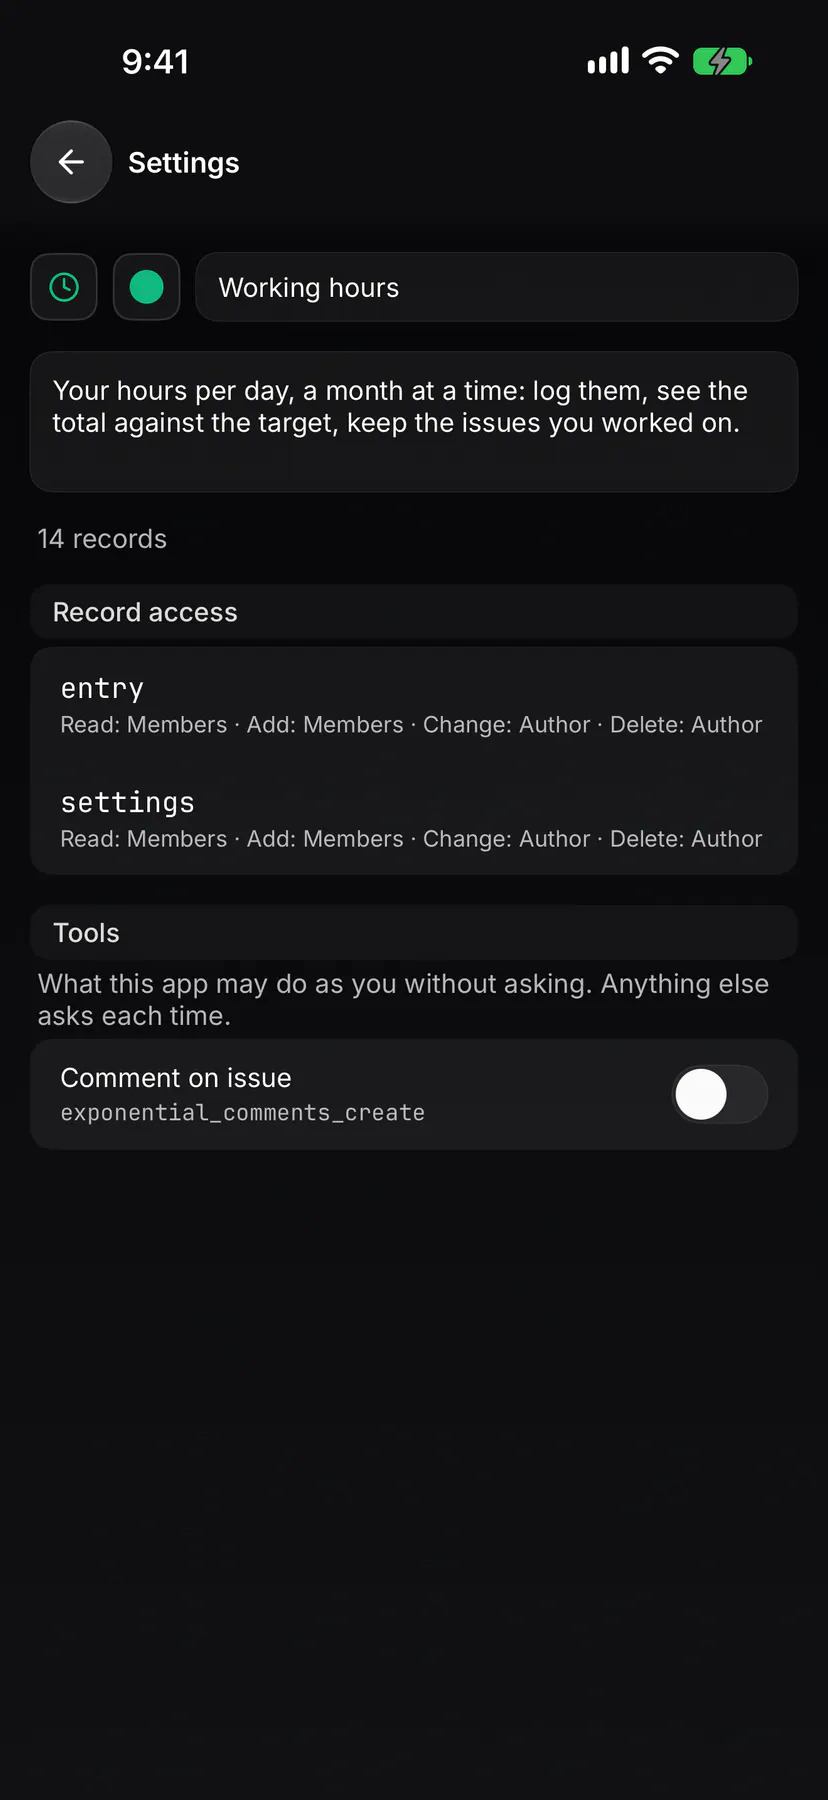 9:41
Settings
Working hours
Your hours per day, a month at a time: log them, see the
total against the target, keep the issues you worked on.
14 records
Record access
entry
Read: Members · Add: Members · Change: Author · Delete: Author
settings
Read: Members · Add: Members · Change: Author · Delete: Author
Tools
What this app may do as you without asking. Anything else
asks each time.
Comment on issue
exponential_comments_create